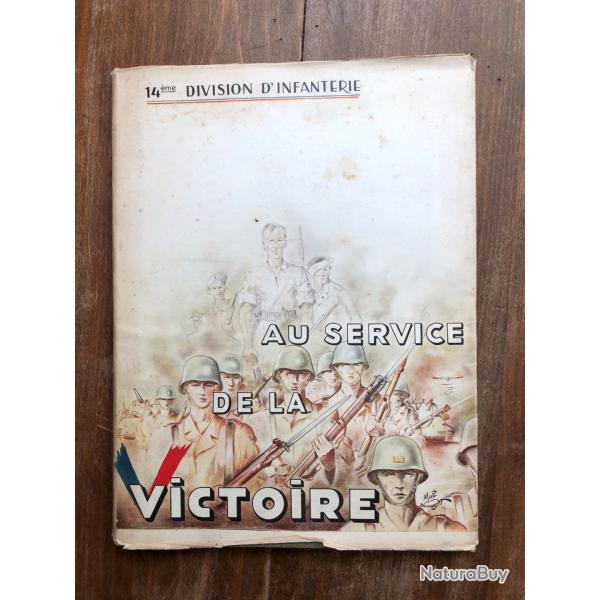 14ème DIVISION D'INFANTERIE
AU SERVICE
DE LA
VICTOIRE
NaturaBuy